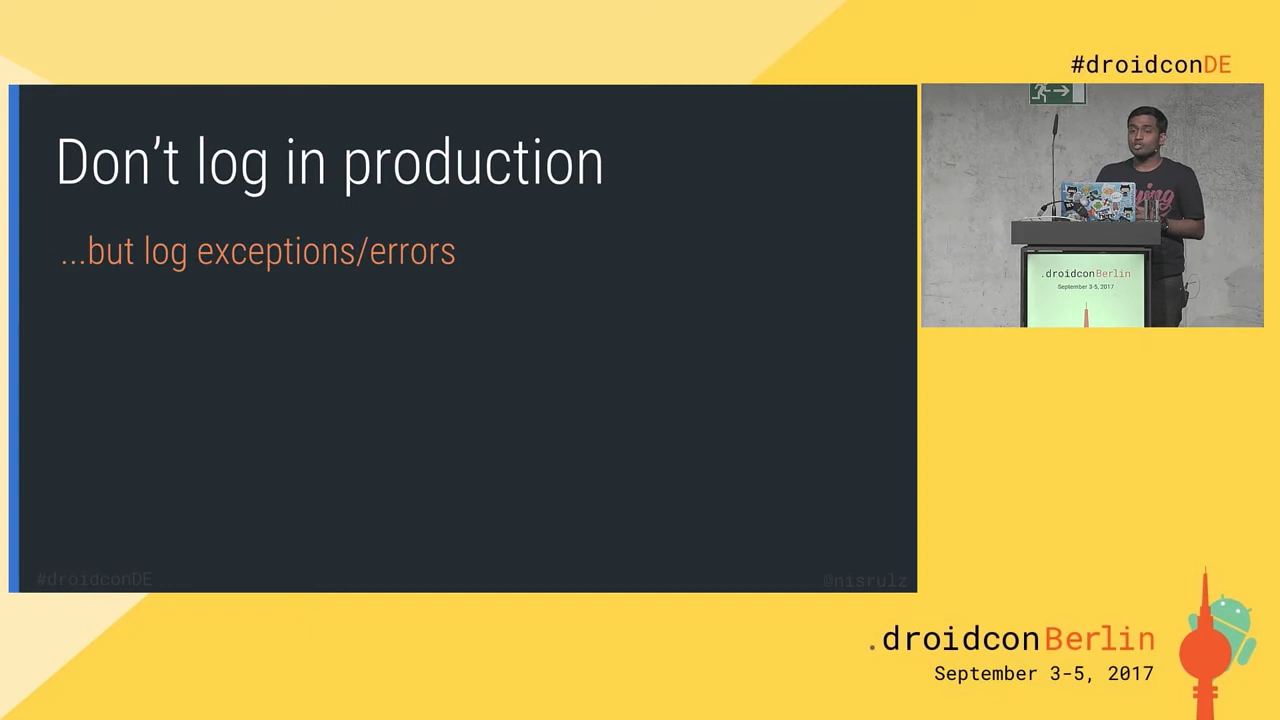 #droidconDE
Don't log in production
...but log exceptions/errors
#droidconDE
@nisrulz
.droidconBerlin
September 3-5, 2017
.droidconBerlin
September 3-5, 2017